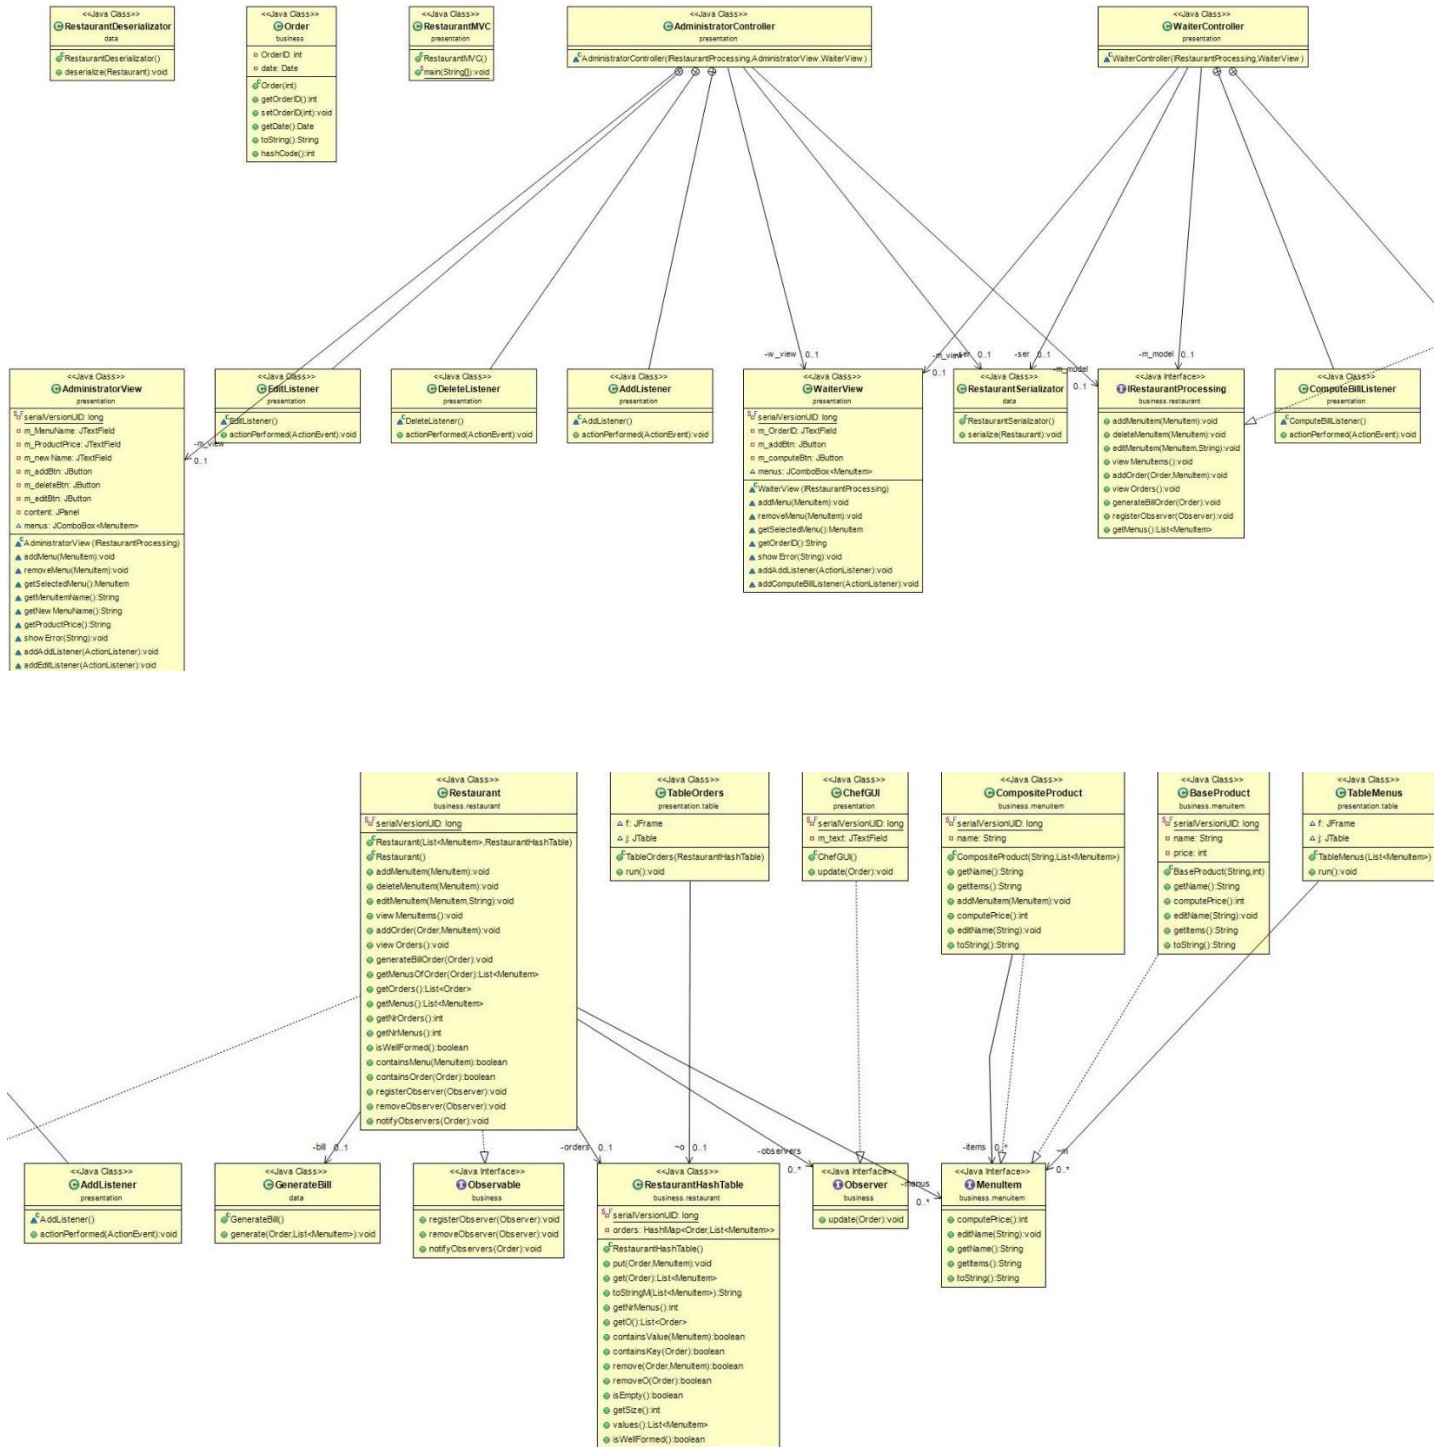 <<Java Class>>
RestaurantDeserializator
data
RestaurantDeserializator()
deserialize(Restaurant):void
<<Java Class>>
Order
business
OrderID: int
date: Date
Order(int)
getOrderID():int
setOrderID(int):void
getDate():Date
toString():String
hashCode():int
<<Java Class>>
RestaurantMVC
presentation
RestaurantMVC()
main(String[]):void
<<Java Class>>
AdministratorController
presentation
AdministratorController(IRestaurantProcessing,AdministratorView,WaiterView)
<<Java Class>>
WaiterController
presentation
WaiterController(IRestaurantProcessing,WaiterView)
-m_view
0..1
-w_view 0..1
-m_view
0..1
-ser 0..1
-ser 0..1
-m_model
0..1
-m_model 0..1
<<Java Class>>
AdministratorView
presentation
serialVersionUID: long
m_MenuName: JTextField
m_ProductPrice: JTextField
m_newName: JTextField
m_addBtn: JButton
m_deleteBtn: JButton
m_editBtn: JButton
content: JPanel
menus: JComboBox<MenuItem>
AdministratorView(IRestaurantProcessing)
addMenu(MenuItem):void
removeMenu(MenuItem):void
getSelectedMenu():MenuItem
getMenuItemName():String
getNewMenuName():String
getProductPrice():String
showError(String):void
addAddListener(ActionListener):void
addEditListener(ActionListener):void
<<Java Class>>
EditListener
presentation
EditListener()
actionPerformed(ActionEvent):void
<<Java Class>>
DeleteListener
presentation
DeleteListener()
actionPerformed(ActionEvent):void
<<Java Class>>
AddListener
presentation
AddListener()
actionPerformed(ActionEvent):void
<<Java Class>>
WaiterView
presentation
serialVersionUID: long
m_OrderID: JTextField
m_addBtn: JButton
m_computeBtn: JButton
menus: JComboBox<MenuItem>
WaiterView(IRestaurantProcessing)
addMenu(MenuItem):void
removeMenu(MenuItem):void
getSelectedMenu():MenuItem
getOrderID():String
showError(String):void
addAddListener(ActionListener):void
addComputeBillListener(ActionListener):void
<<Java Class>>
RestaurantSerializator
data
RestaurantSerializator()
serialize(Restaurant):void
<<Java Interface>>
IRestaurantProcessing
business.restaurant
addMenuItem(MenuItem):void
deleteMenuItem(MenuItem):void
editMenuItem(MenuItem,String):void
viewMenuItems():void
addOrder(Order,MenuItem):void
viewOrders():void
generateBillOrder(Order):void
registerObserver(Observer):void
getMenus():List<MenuItem>
<<Java Class>>
ComputeBillListener
presentation
ComputeBillListener()
actionPerformed(ActionEvent):void
<<Java Class>>
Restaurant
business.restaurant
serialVersionUID: long
Restaurant(List<MenuItem>,RestaurantHashTable)
Restaurant()
addMenuItem(MenuItem):void
deleteMenuItem(MenuItem):void
editMenuItem(MenuItem,String):void
viewMenuItems():void
addOrder(Order,MenuItem):void
viewOrders():void
generateBillOrder(Order):void
getMenusOfOrder(Order):List<MenuItem>
getOrders():List<Order>
getMenus():List<MenuItem>
getNrOrders():int
getNrMenus():int
isWellFormed():boolean
containsMenu(MenuItem):boolean
containsOrder(Order):boolean
registerObserver(Observer):void
removeObserver(Observer):void
notifyObservers(Order):void
<<Java Class>>
TableOrders
presentation.table
f: JFrame
j: JTable
TableOrders(RestaurantHashTable)
run():void
<<Java Class>>
ChefGUI
presentation
serialVersionUID: long
m_text: JTextField
ChefGUI()
update(Order):void
<<Java Class>>
CompositeProduct
business.menuitem
serialVersionUID: long
name: String
CompositeProduct(String,List<MenuItem>)
getName():String
getItems():String
addMenuItem(MenuItem):void
computePrice():int
editName(String):void
toString():String
<<Java Class>>
BaseProduct
business.menuitem
serialVersionUID: long
name: String
price: int
BaseProduct(String,int)
getName():String
computePrice():int
editName(String):void
getItems():String
toString():String
<<Java Class>>
TableMenus
presentation.table
f: JFrame
j: JTable
TableMenus(List<MenuItem>)
run():void
-bill 0..1
-orders 0..1
~o 0..1
-observers
0..*
-menus
0..*
-items 0..*
~m
0..*
<<Java Class>>
AddListener
presentation
AddListener()
actionPerformed(ActionEvent):void
<<Java Class>>
GenerateBill
data
GenerateBill()
generate(Order,List<MenuItem>):void
<<Java Interface>>
Observable
business
registerObserver(Observer):void
removeObserver(Observer):void
notifyObservers(Order):void
<<Java Class>>
RestaurantHashTable
business.restaurant
serialVersionUID: long
orders: HashMap<Order,List<MenuItem>>
RestaurantHashTable()
put(Order,MenuItem):void
get(Order):List<MenuItem>
toStringM(List<MenuItem>):String
getNrMenus():int
getO():List<Order>
containsValue(MenuItem):boolean
containsKey(Order):boolean
remove(Order,MenuItem):boolean
removeO(Order):boolean
isEmpty():boolean
getSize():int
values():List<MenuItem>
isWellFormed():boolean
<<Java Interface>>
Observer
business
update(Order):void
<<Java Interface>>
MenuItem
business.menuitem
computePrice():int
editName(String):void
getName():String
getItems():String
toString():String